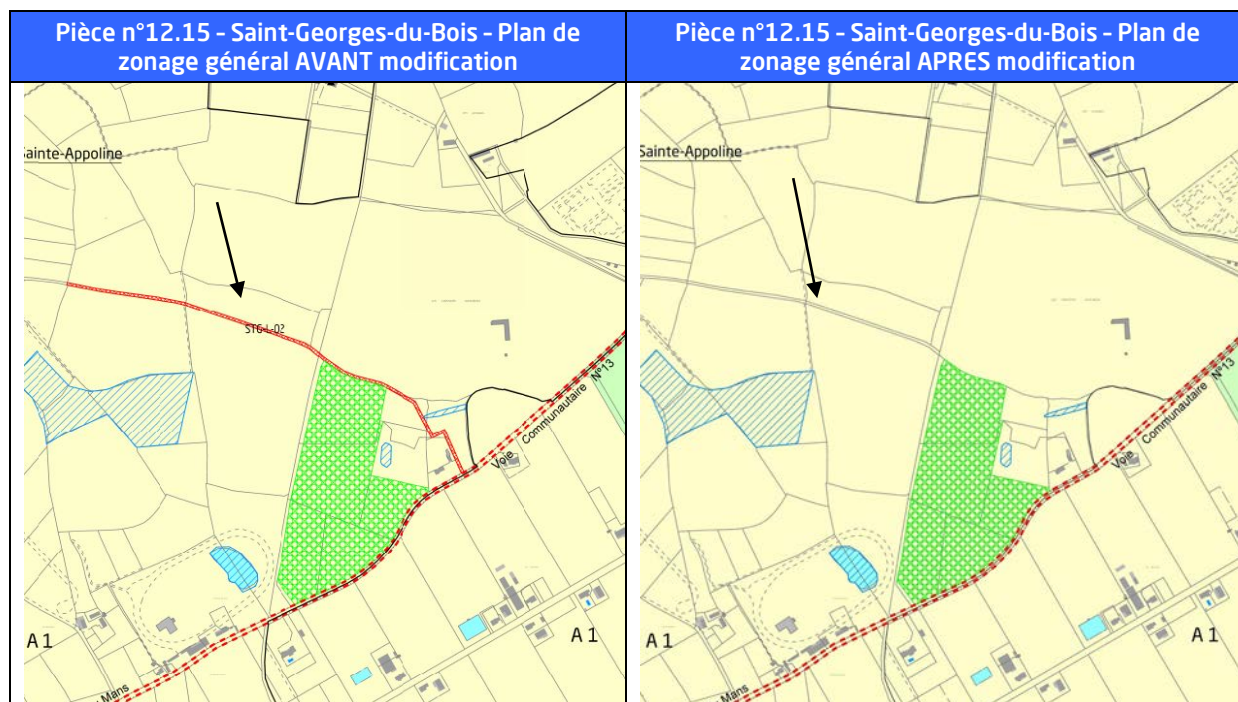 Pièce n°12.15 - Saint-Georges-du-Bois - Plan de
zonage général AVANT modification
Pièce n°12.15 - Saint-Georges-du-Bois - Plan de
zonage général APRES modification
Sainte-Appoline
STG-L-02
Voie Communautaire N°13
A 1
A 1
Mans
Sainte-Appoline
Voie Communautaire N°13
A 1
A 1
Mans